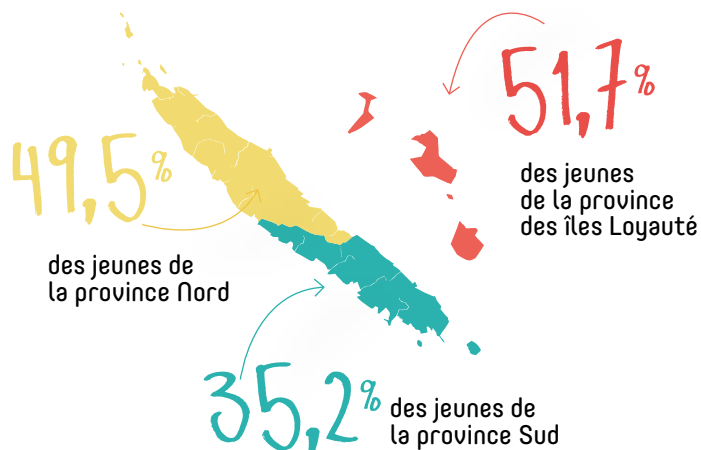 51,7%
des jeunes
de la province
des îles Loyauté
49,5%
des jeunes de
la province Nord
35,2%
des jeunes de
la province Sud